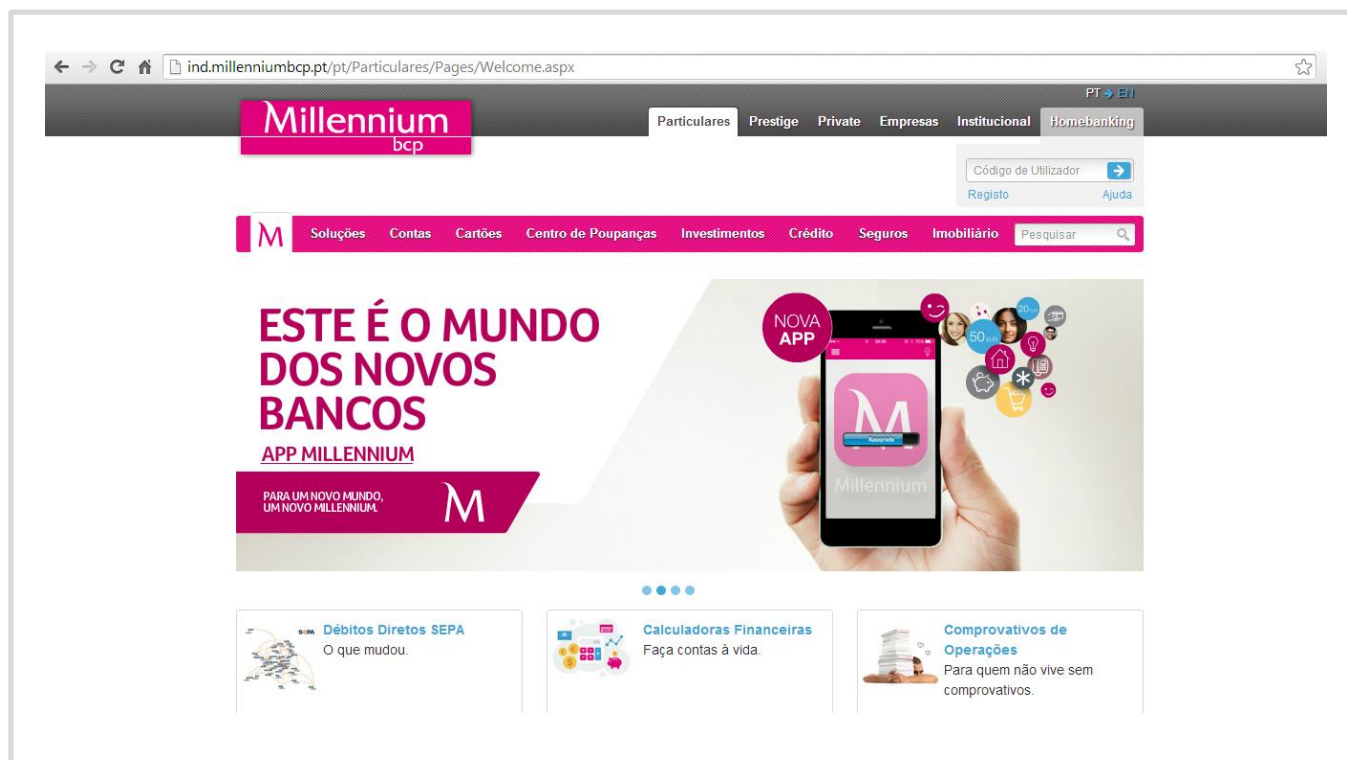 ind.millenniumbcp.pt/pt/Particulares/Pages/Welcome.aspx
PT EN
Millennium
bcp
Particulares Prestige Private Empresas Institucional Homebanking
Código de Utilizador
Registo Ajuda
M Soluções Contas Cartões Centro de Poupanças Investimentos Crédito Seguros Imobiliário Pesquisar
ESTE É O MUNDO
DOS NOVOS
BANCOS
APP MILLENNIUM
PARA UM NOVO MUNDO,
UM NOVO MILLENNIUM.
M
NOVA
APP
20
50
M
Millennium
Débitos Diretos SEPA
O que mudou.
Calculadoras Financeiras
Faça contas à vida.
Comprovativos de
Operações
Para quem não vive sem
comprovativos.